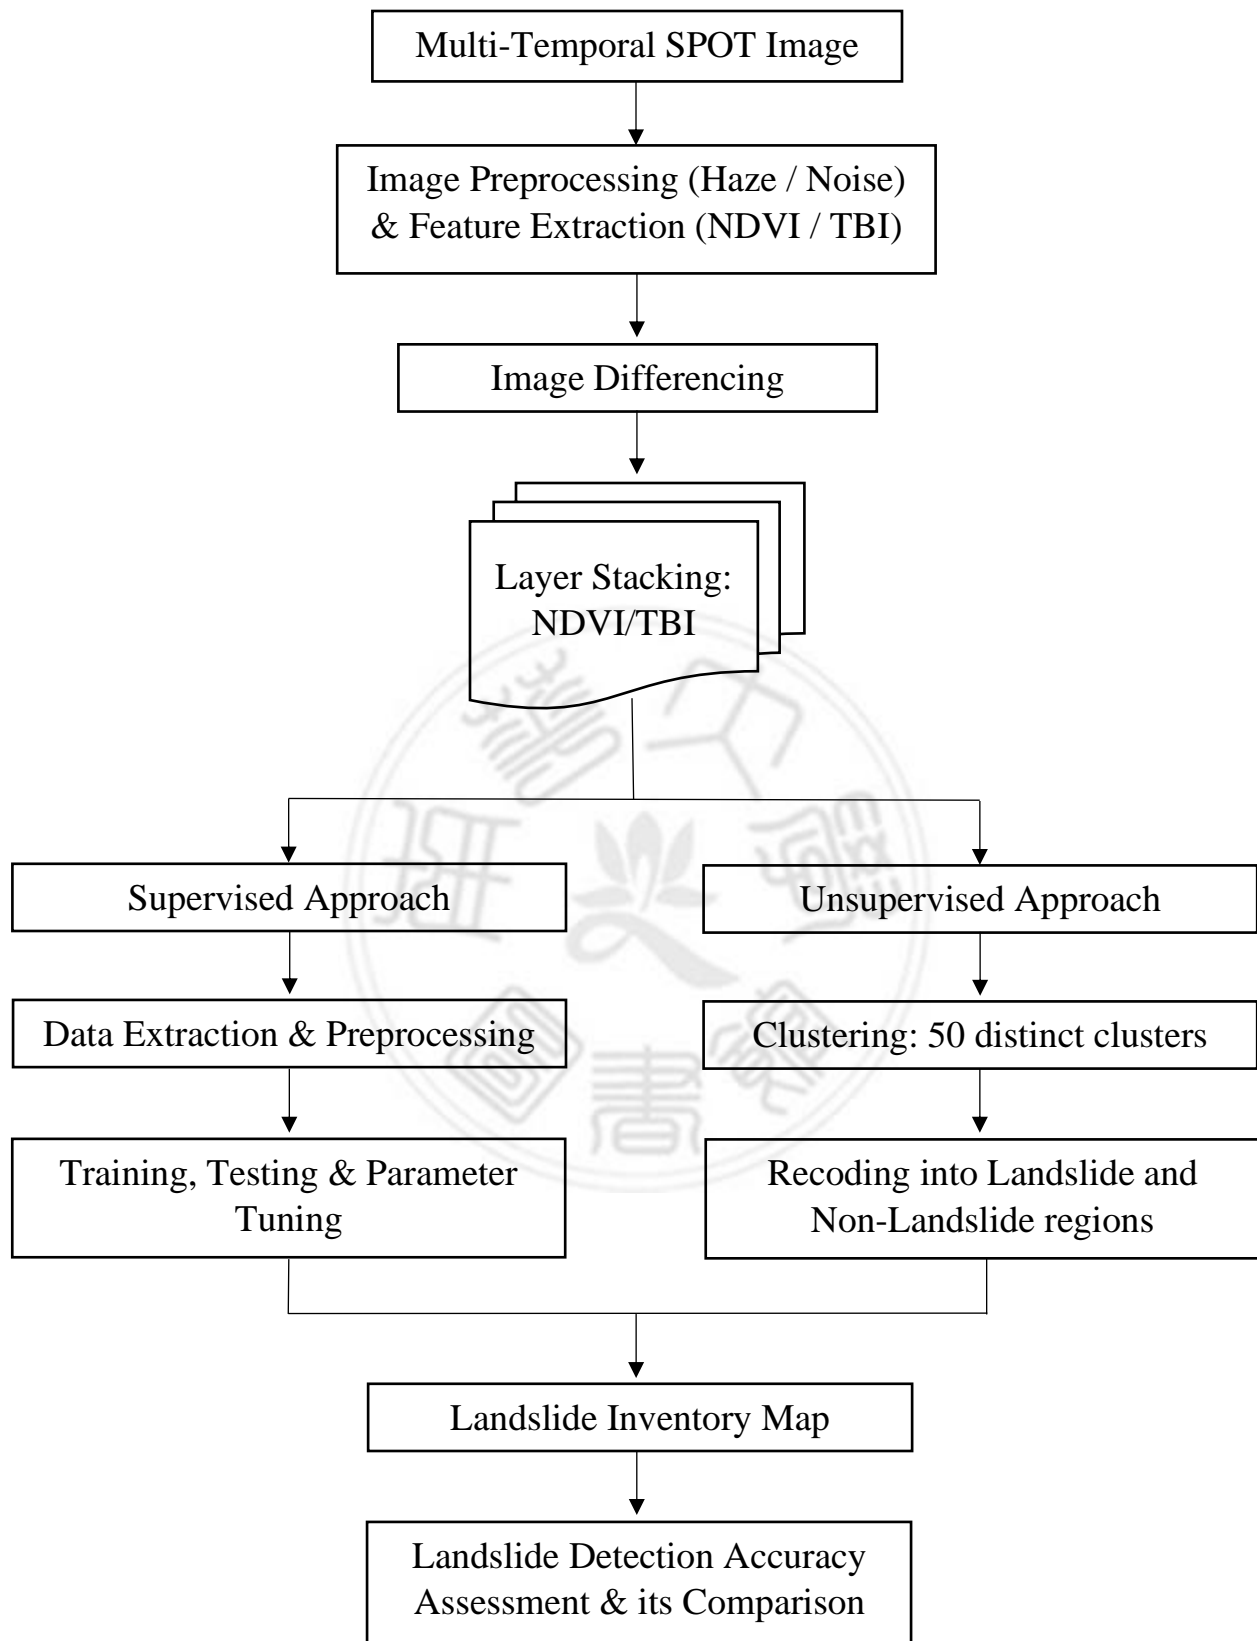 Multi-Temporal SPOT Image
Image Preprocessing (Haze / Noise)
& Feature Extraction (NDVI / TBI)
Image Differencing
Layer Stacking:
NDVI/TBI
Supervised Approach
Unsupervised Approach
Data Extraction & Preprocessing
Clustering: 50 distinct clusters
Training, Testing & Parameter
Tuning
Recoding into Landslide and
Non-Landslide regions
Landslide Inventory Map
Landslide Detection Accuracy
Assessment & its Comparison